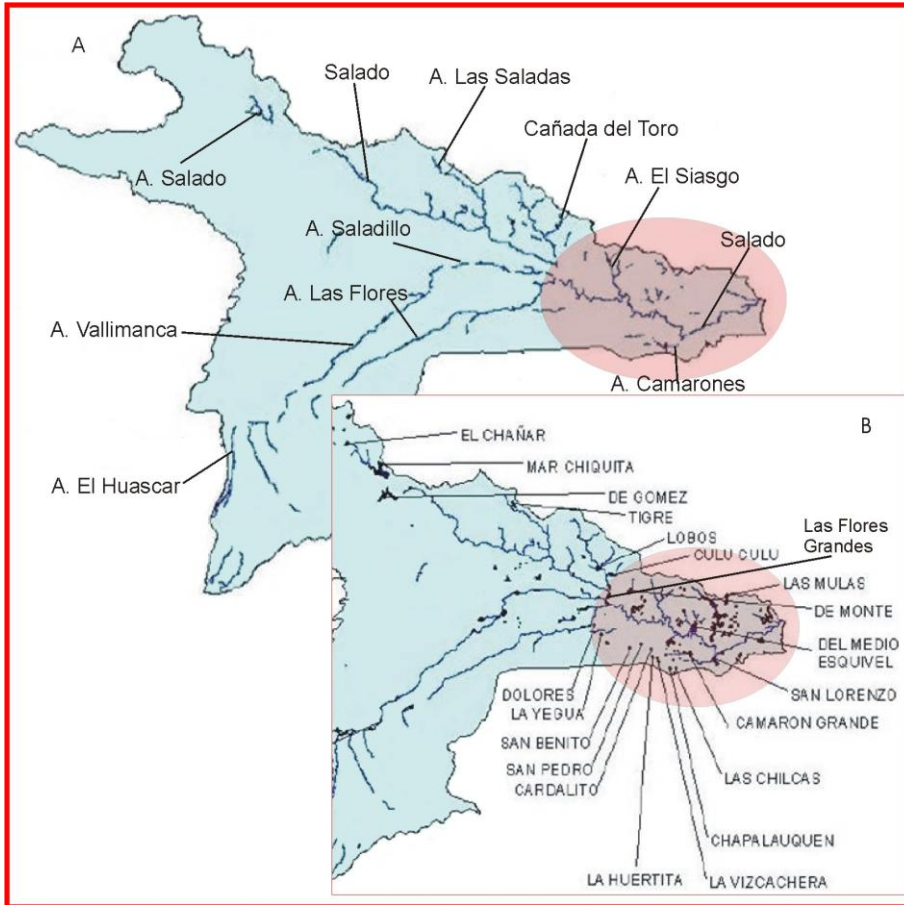 A
Salado
A. Las Saladas
Cañada del Toro
A. Salado
A. El Siasgo
A. Saladillo
Salado
A. Las Flores
A. Vallimanca
A. Camarones
B
EL CHAÑAR
MAR CHIQUITA
A. El Huascar
DE GOMEZ
TIGRE
Las Flores
Grandes
LOBOS
CULU CULU
LAS MULAS
DE MONTE
DEL MEDIO
ESQUIVEL
DOLORES
SAN LORENZO
LA YEGUA
CAMARON GRANDE
SAN BENITO
SAN PEDRO
LAS CHILCAS
CARDALITO
CHAPALAUQUEN
LA HUERTITA
LA VIZCACHERA